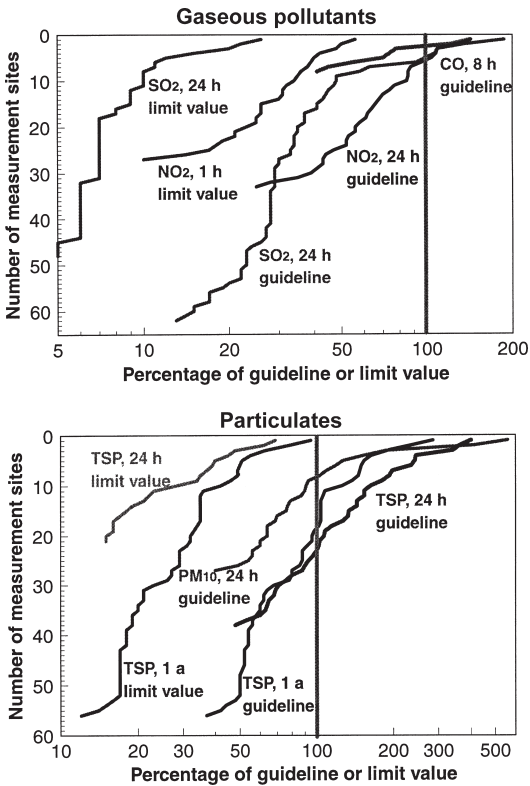 Gaseous pollutants
Number of measurement sites
0
10
20
30
40
50
60
SO2, 24 h
limit value
NO2, 1 h
limit value
CO, 8 h
guideline
NO2, 24 h
guideline
SO2, 24 h
guideline
5 10 20 50 100 200
Percentage of guideline or limit value
Particulates
Number of measurement sites
0
10
20
30
40
50
60
TSP, 24 h
limit value
TSP, 24 h
guideline
PM10, 24 h
guideline
TSP, 1 a
limit value
TSP, 1 a
guideline
10 20 30 50 100 200 300 500
Percentage of guideline or limit value